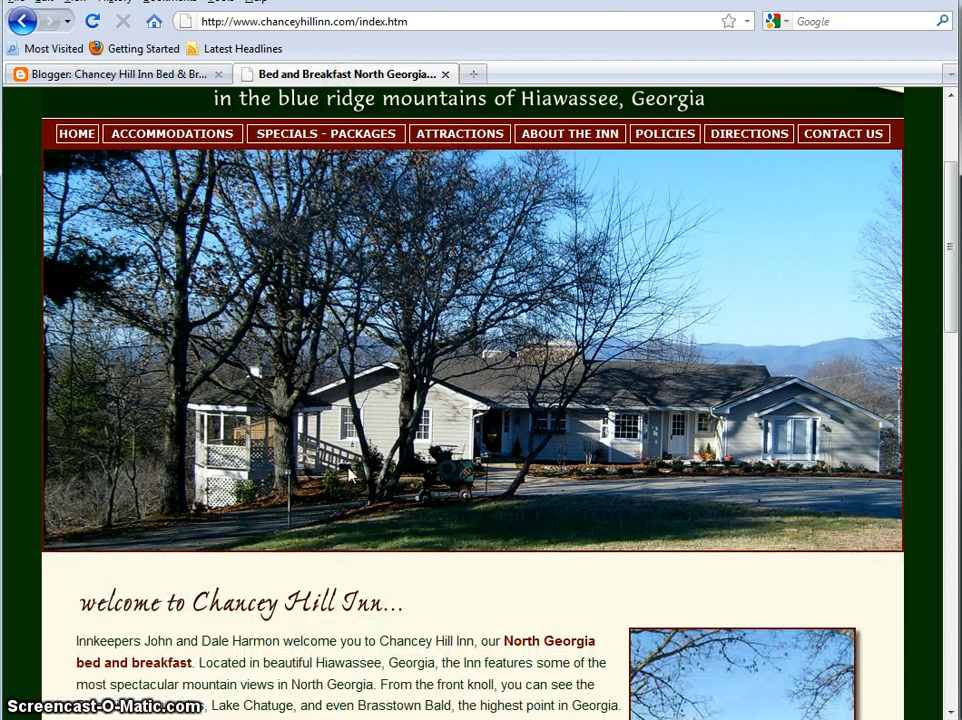 http://www.chanceyhillinn.com/index.htm
Google
Most Visited Getting Started Latest Headlines
Blogger: Chancey Hill Inn Bed & Br... Bed and Breakfast North Georgia...
in the blue ridge mountains of Hiawassee, Georgia
HOME ACCOMMODATIONS SPECIALS - PACKAGES ATTRACTIONS ABOUT THE INN POLICIES DIRECTIONS CONTACT US
welcome to Chancey Hill Inn...
Innkeepers John and Dale Harmon welcome you to Chancey Hill Inn, our North Georgia
bed and breakfast. Located in beautiful Hiawassee, Georgia, the Inn features some of the
most spectacular mountain views in North Georgia. From the front knoll, you can see the
Lake Chatuge, and even Brasstown Bald, the highest point in Georgia.
Screencast-O-Matic.com